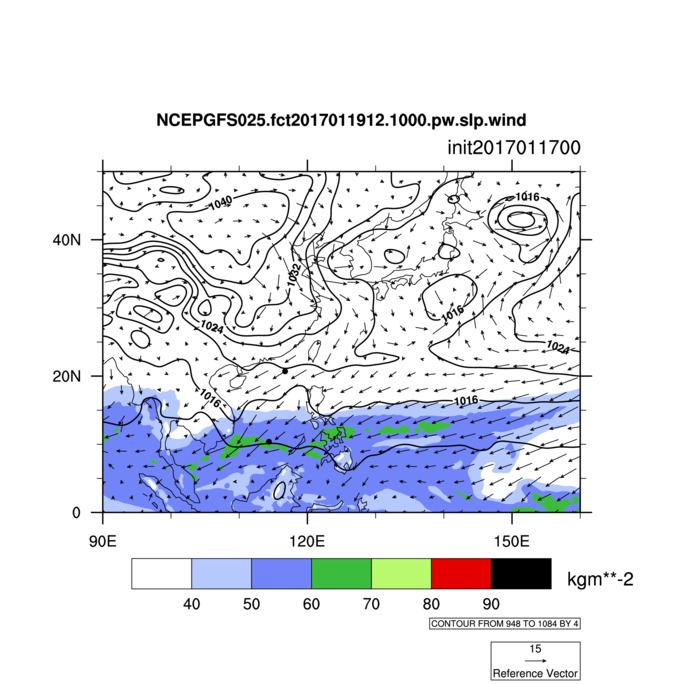 NCEPGFS025.fct2017011912.1000.pw.slp.wind
init2017011700
1040
1016
40N
1032
1016
1024
1024
20N
1016
1016
0
90E 120E 150E
kgm**-2
40 50 60 70 80 90
CONTOUR FROM 948 TO 1084 BY 4
15
Reference Vector